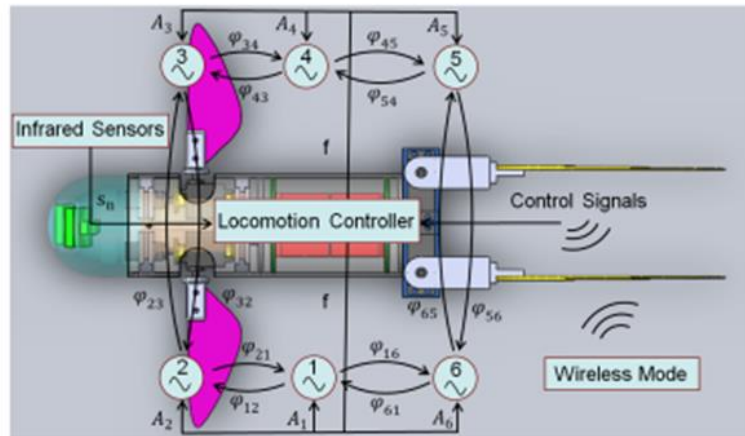 A₃ A₄ A₅
3 φ₃₄ 4 φ₄₅ 5
φ₄₃ φ₅₄
Infrared Sensors
f
sₙ
Locomotion Controller
Control Signals
φ₂₃ φ₃₂ f φ₆₅ φ₅₆
2 φ₂₁ 1 φ₁₆ 6
φ₁₂ φ₆₁
Wireless Mode
A₂ A₁ A₆